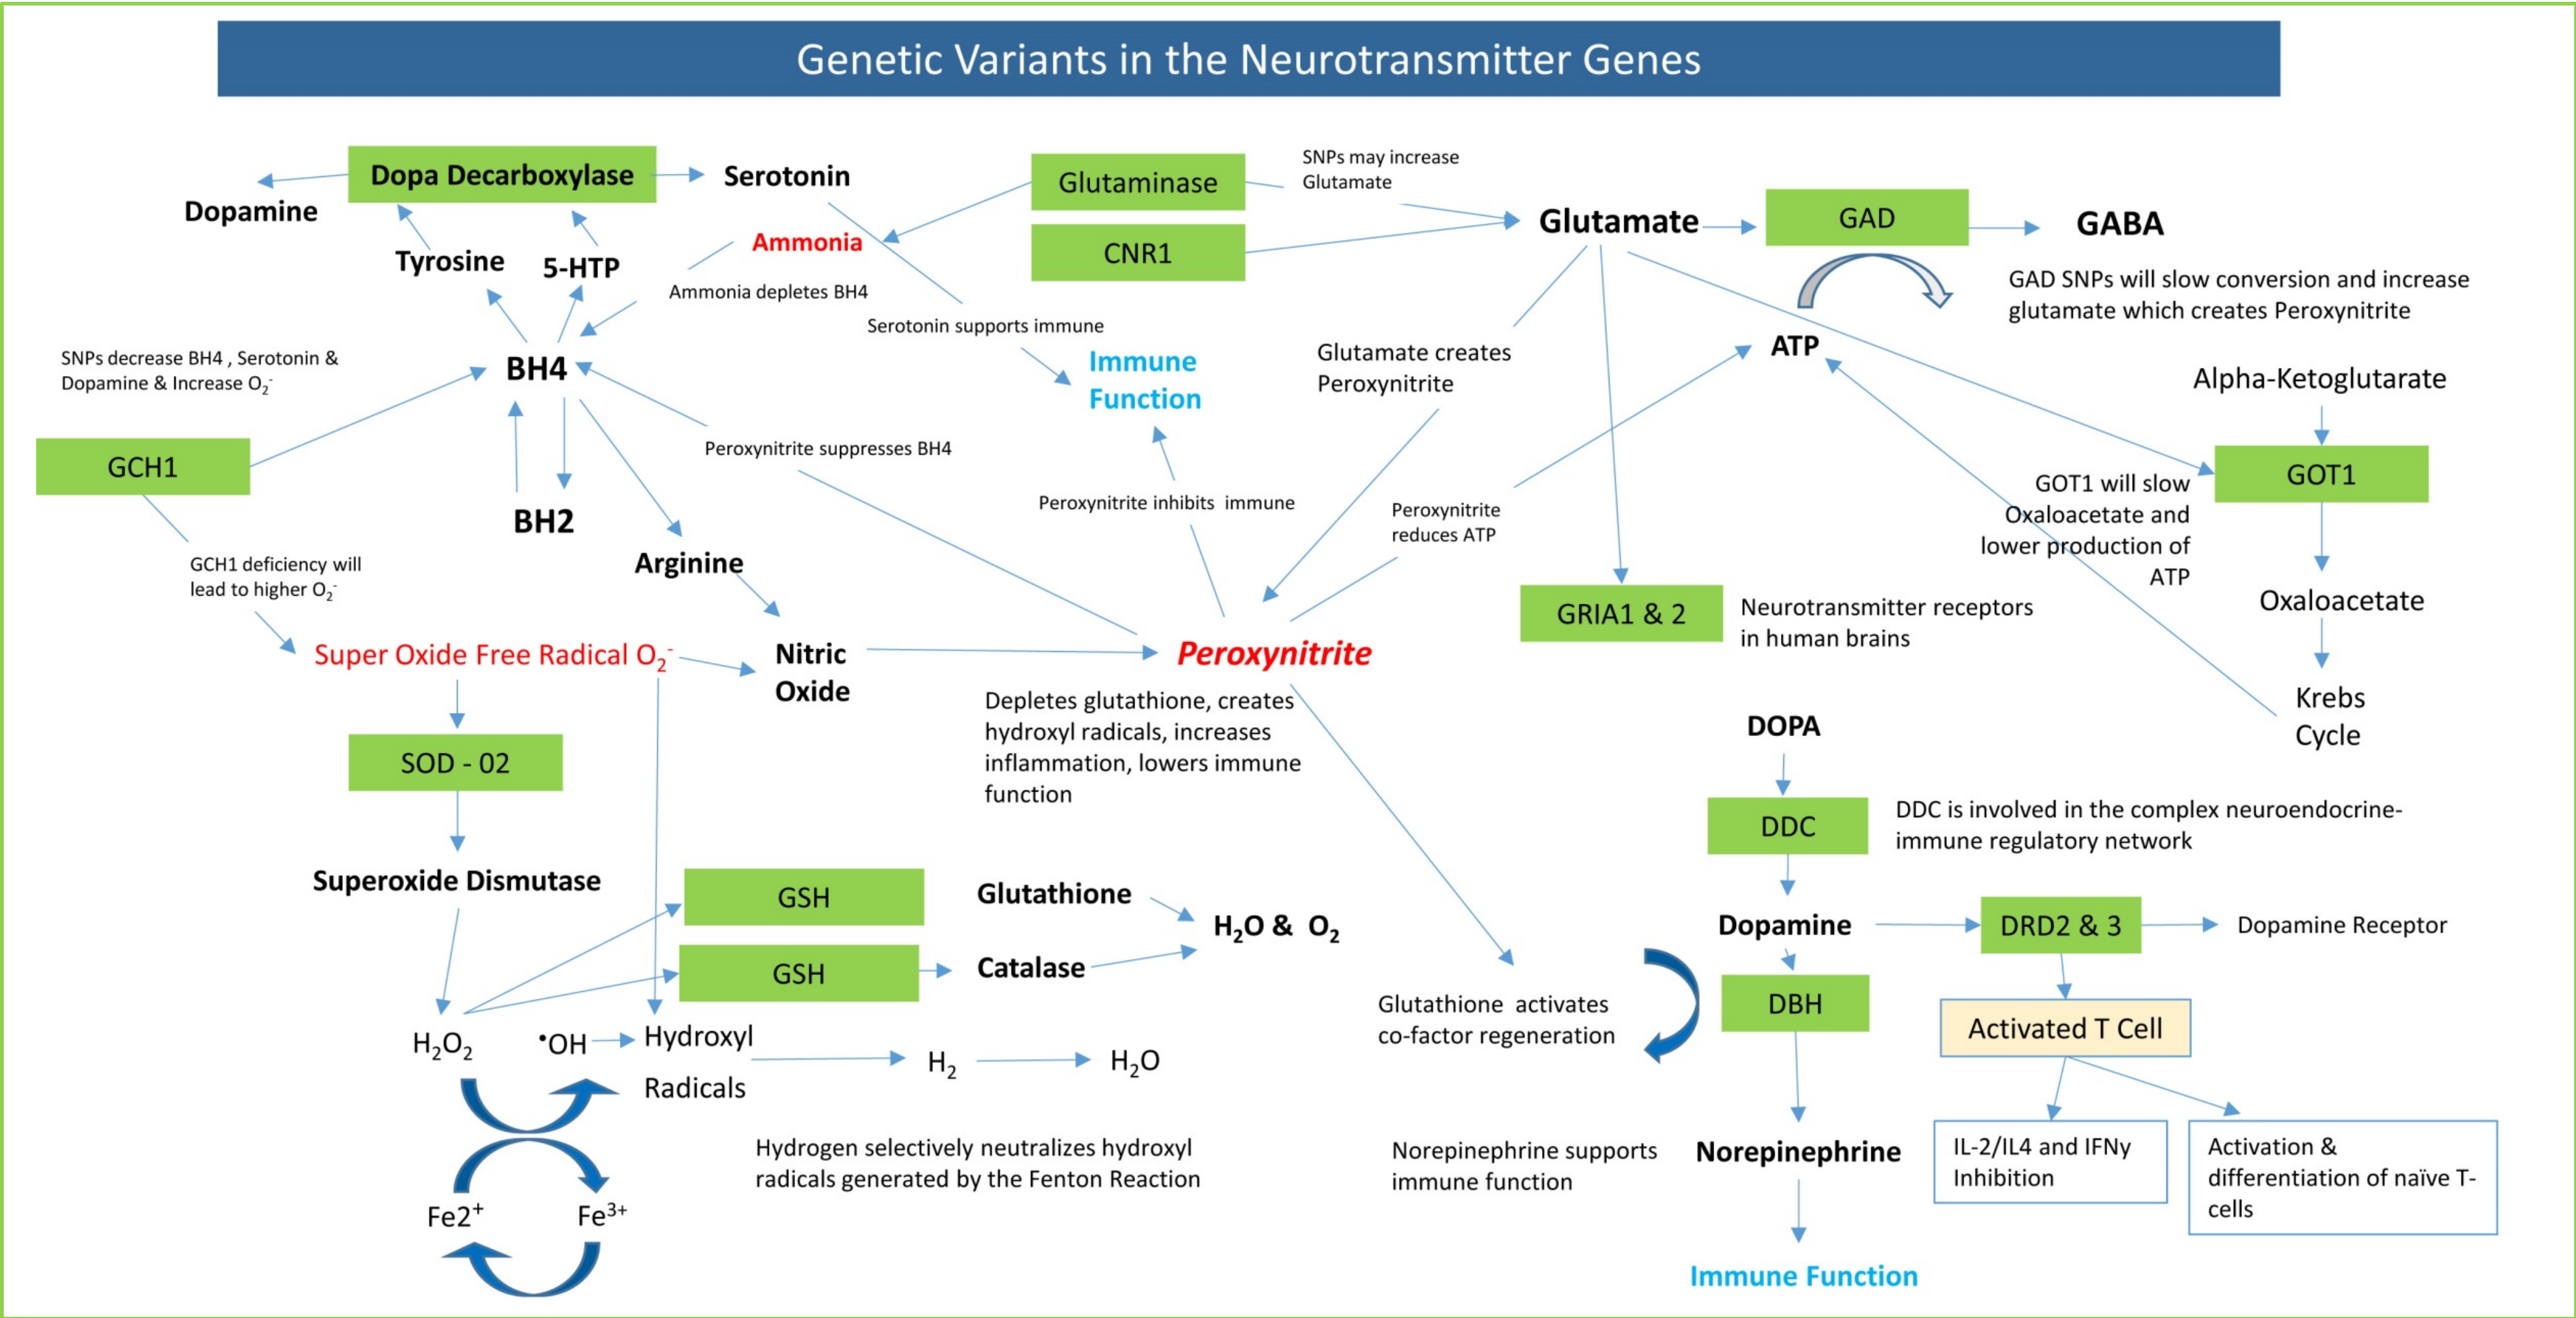 Genetic Variants in the Neurotransmitter Genes
Dopa Decarboxylase
Serotonin
Dopamine
Tyrosine
5-HTP
Ammonia
Ammonia depletes BH4
Glutaminase
CNR1
SNPs may increase
Glutamate
Glutamate
GAD
GABA
GAD SNPs will slow conversion and increase
glutamate which creates Peroxynitrite
Serotonin supports immune
Immune
Function
SNPs decrease BH4 , Serotonin &
Dopamine & Increase O₂⁻
BH4
GCH1
BH2
Peroxynitrite suppresses BH4
Glutamate creates
Peroxynitrite
ATP
Alpha-Ketoglutarate
GOT1
GOT1 will slow
Oxaloacetate and
lower production of
ATP
Oxaloacetate
Krebs
Cycle
Peroxynitrite inhibits  immune
Peroxynitrite
reduces ATP
GCH1 deficiency will
lead to higher O₂⁻
Arginine
Super Oxide Free Radical O₂⁻
Nitric
Oxide
Peroxynitrite
Depletes glutathione, creates
hydroxyl radicals, increases
inflammation, lowers immune
function
GRIA1 & 2
Neurotransmitter receptors
in human brains
SOD - 02
Superoxide Dismutase
GSH
Glutathione
GSH
Catalase
H₂O &  O₂
H₂O₂
•OH
Hydroxyl
Radicals
H₂
H₂O
Fe2⁺
Fe³⁺
Hydrogen selectively neutralizes hydroxyl
radicals generated by the Fenton Reaction
DOPA
DDC
DDC is involved in the complex neuroendocrine-
immune regulatory network
Dopamine
DRD2 & 3
Dopamine Receptor
Glutathione  activates
co-factor regeneration
DBH
Activated T Cell
Norepinephrine supports
immune function
Norepinephrine
IL-2/IL4 and IFNy
Inhibition
Activation &
differentiation of naïve T-
cells
Immune Function